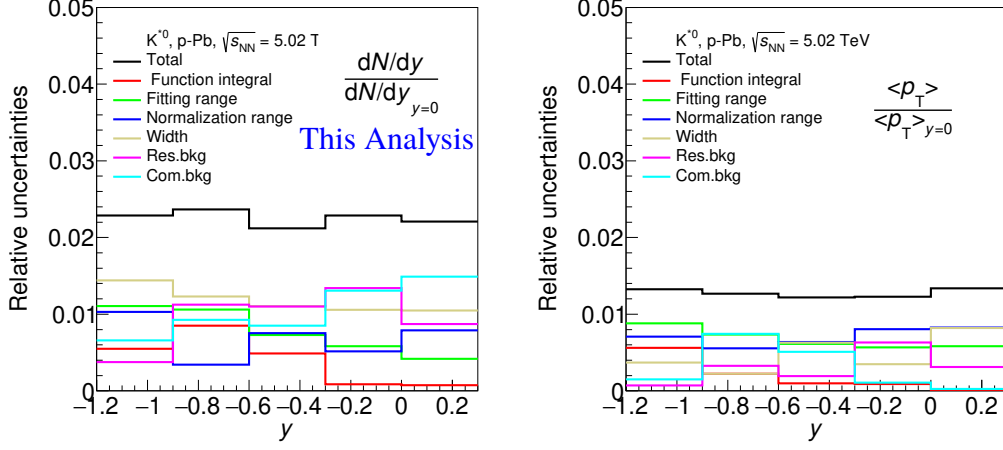 Relative uncertainties
0.05
0.04
0.03
0.02
0.01
0
K*0, p-Pb, √sNN = 5.02 T
Total
Function integral
Fitting range
Normalization range
Width
Res.bkg
Com.bkg
dN/dy
dN/dy y=0
This Analysis
−1.2 −1 −0.8 −0.6 −0.4 −0.2 0 0.2
y
Relative uncertainties
0.05
0.04
0.03
0.02
0.01
0
K*0, p-Pb, √sNN = 5.02 TeV
Total
Function integral
Fitting range
Normalization range
Width
Res.bkg
Com.bkg
<pT>
<pT>y=0
−1.2 −1 −0.8 −0.6 −0.4 −0.2 0 0.2
y